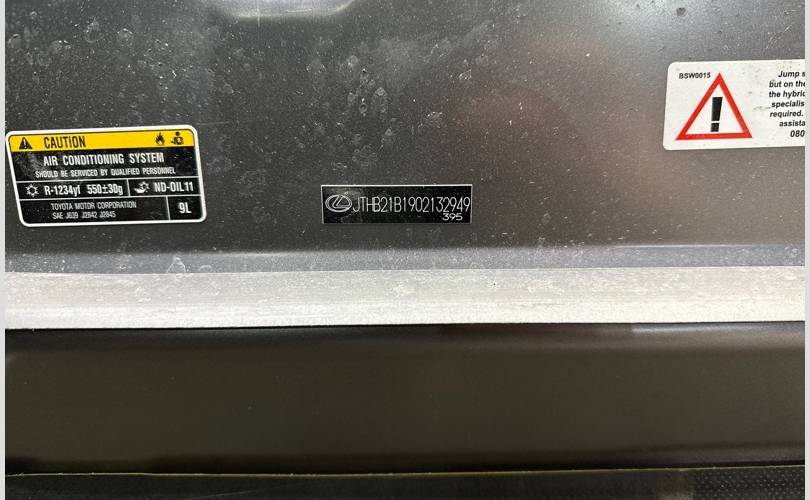 CAUTION
AIR CONDITIONING SYSTEM
SHOULD BE SERVICED BY QUALIFIED PERSONNEL
R-1234yf 550±30g ND-OIL11
TOYOTA MOTOR CORPORATION
SAE J639 J2842 J2845
9L
JTHB21B1902132949
395
BSW0015
Jump s
but on the
the hybric
specialis
required.
assista
080